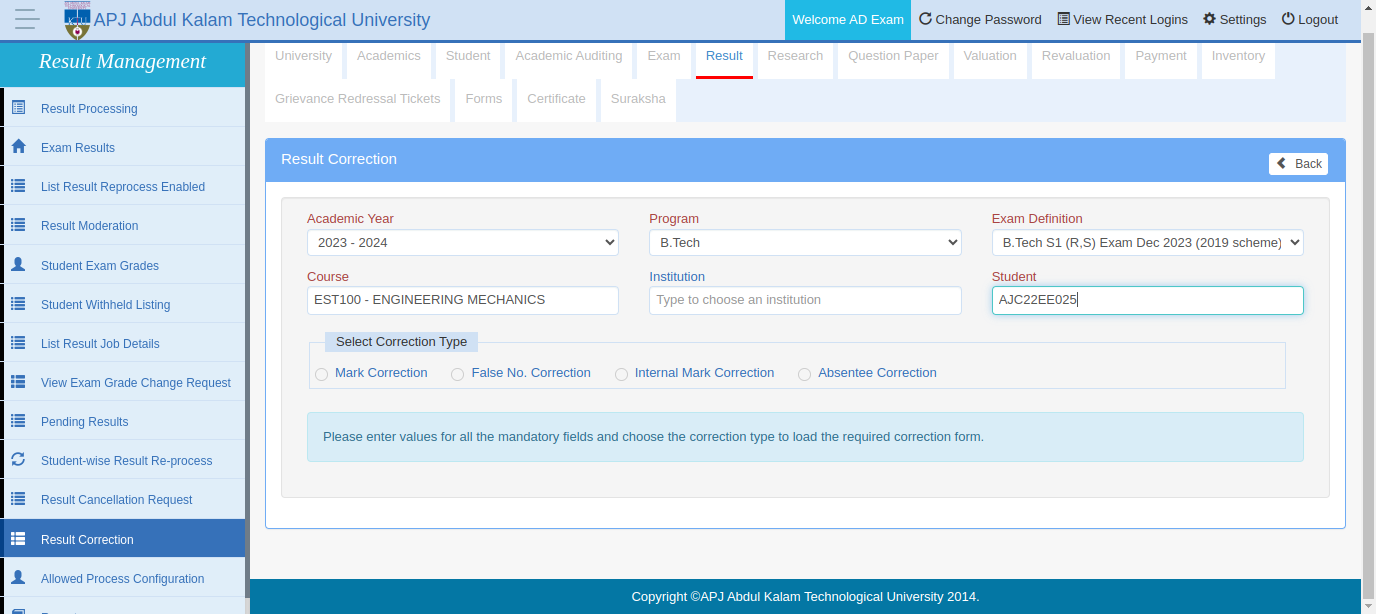 APJ Abdul Kalam Technological University
Welcome AD Exam Change Password View Recent Logins Settings Logout
Result Management
Result Processing
Exam Results
List Result Reprocess Enabled
Result Moderation
Student Exam Grades
Student Withheld Listing
List Result Job Details
View Exam Grade Change Request
Pending Results
Student-wise Result Re-process
Result Cancellation Request
Result Correction
Allowed Process Configuration
University Academics Student Academic Auditing Exam Result Research Question Paper Valuation Revaluation Payment Inventory
Grievance Redressal Tickets Forms Certificate Suraksha
Result Correction
Back
Academic Year Program Exam Definition
2023 - 2024 B.Tech B.Tech S1 (R,S) Exam Dec 2023 (2019 scheme)
Course Institution Student
EST100 - ENGINEERING MECHANICS Type to choose an institution AJC22EE025
Select Correction Type
Mark Correction False No. Correction Internal Mark Correction Absentee Correction
Please enter values for all the mandatory fields and choose the correction type to load the required correction form.
Copyright ©APJ Abdul Kalam Technological University 2014.